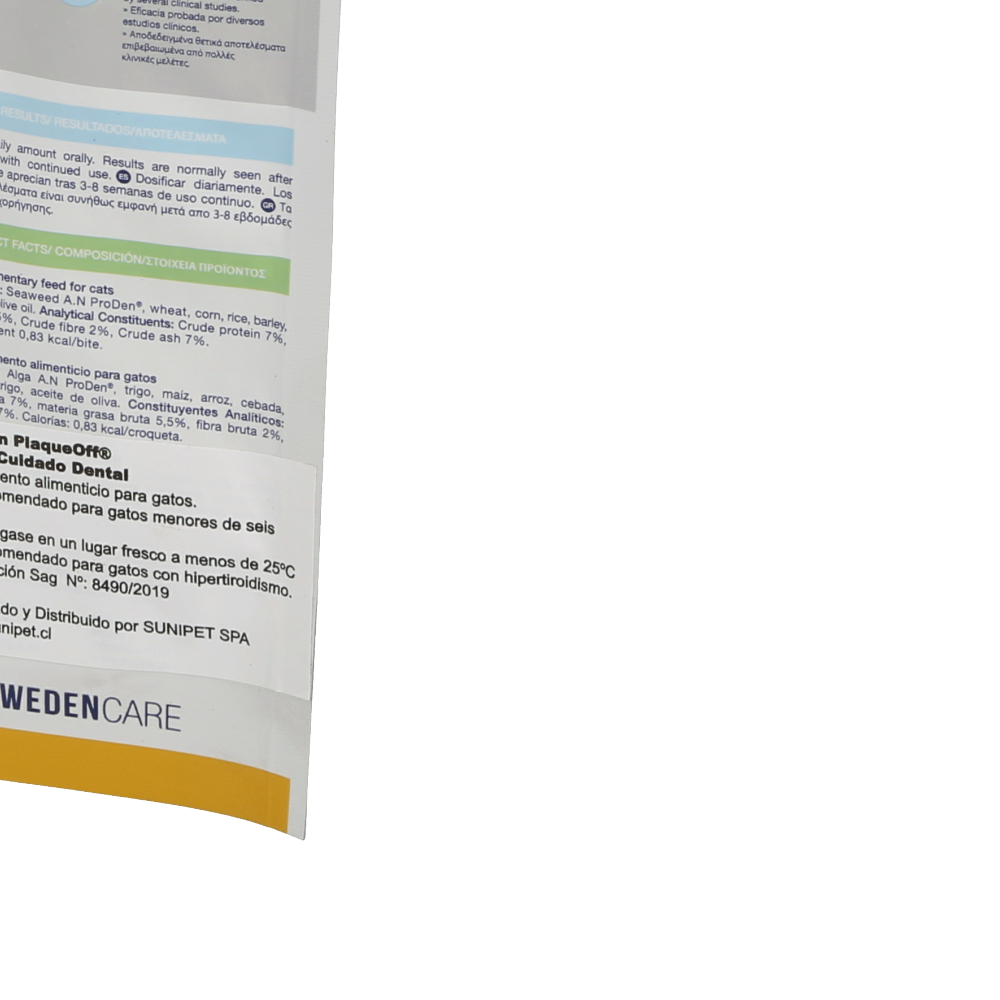 by several clinical studies.
» Eficacia probada por diversos
estudios clínicos.
» Αποδεδειγμένα θετικά αποτελέσματα
επιβεβαιωμένα από πολλές
κλινικές μελέτες.
RESULTS/ RESULTADOS/ΑΠΟΤΕΛΕΣΜΑΤΑ
ily amount orally. Results are normally seen after
with continued use. ES Dosificar diariamente. Los
e aprecian tras 3-8 semanas de uso continuo. GR Τα
λέσματα είναι συνήθως εμφανή μετά απο 3-8 εβδομάδες
χορήγησης.
CT FACTS/ COMPOSICIÓN/ΣΤΟΙΧΕΙΑ ΠΡΟΪΟΝΤΟΣ
mentary feed for cats
: Seaweed A.N ProDen®, wheat, corn, rice, barley,
live oil. Analytical Constituents: Crude protein 7%,
5%, Crude fibre 2%, Crude ash 7%.
ent 0,83 kcal/bite.
mento alimenticio para gatos
Alga A.N ProDen®, trigo, maíz, arroz, cebada,
trigo, aceite de oliva. Constituyentes Analíticos:
a 7%, materia grasa bruta 5,5%, fibra bruta 2%,
7%. Calorías: 0,83 kcal/croqueta.
n PlaqueOff®
Cuidado Dental
ento alimenticio para gatos.
omendado para gatos menores de seis
gase en un lugar fresco a menos de 25ºC
omendado para gatos con hipertiroidismo.
ción Sag Nº: 8490/2019
do y Distribuido por SUNIPET SPA
unipet.cl
WEDENCARE